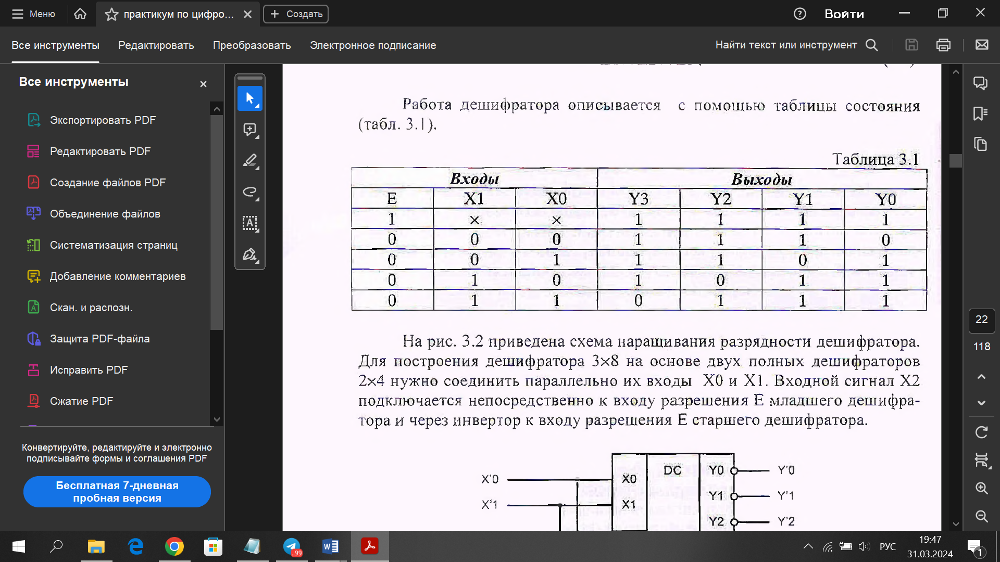 Меню
практикум по цифро...
Создать
Войти
Все инструменты
Редактировать
Преобразовать
Электронное подписание
Найти текст или инструмент
Все инструменты
Экспортировать PDF
Редактировать PDF
Создание файлов PDF
Объединение файлов
Систематизация страниц
Добавление комментариев
Скан. и распозн.
Защита PDF-файла
Исправить PDF
Сжатие PDF
Конвертируйте, редактируйте и электронно
подписывайте формы и соглашения PDF
Бесплатная 7-дневная
пробная версия
Работа дешифратора описывается с помощью таблицы состояния
(табл. 3.1).
Таблица 3.1
Входы Выходы
E X1 X0 Y3 Y2 Y1 Y0
1 × × 1 1 1 1
0 0 0 1 1 1 0
0 0 1 1 1 0 1
0 1 0 1 0 1 1
0 1 1 0 1 1 1
На рис. 3.2 приведена схема наращивания разрядности дешифратора.
Для построения дешифратора 3×8 на основе двух полных дешифраторов
2×4 нужно соединить параллельно их входы X0 и X1. Входной сигнал X2
подключается непосредственно к входу разрешения E младшего дешифра-
тора и через инвертор к входу разрешения E старшего дешифратора.
X'0 X0 DC Y0 Y'0
X'1 X1 Y1 Y'1
Y2 Y'2
22
118
..99
РУС
19:47
31.03.2024
1